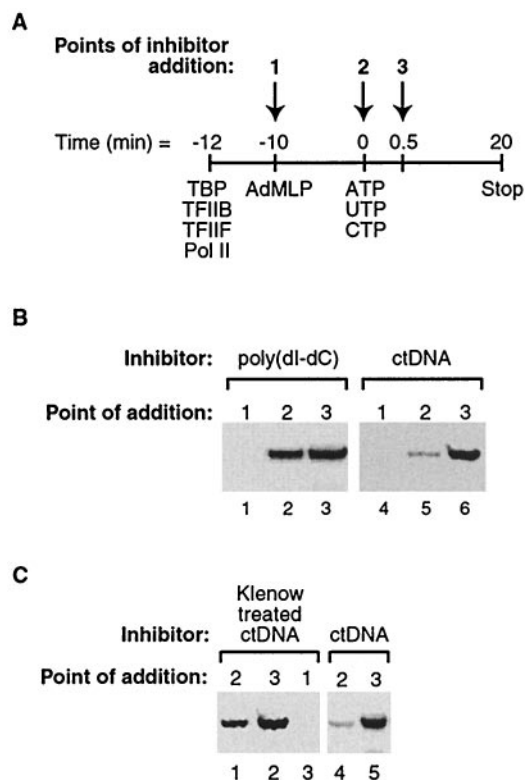 A
Points of inhibitor
addition: 1 2 3
Time (min) = -12 -10 0 0.5 20
TBP AdMLP ATP Stop
TFIIB UTP
TFIIF CTP
Pol II
B
Inhibitor: poly(dI-dC) ctDNA
Point of addition: 1 2 3 1 2 3
1 2 3 4 5 6
C
Klenow
treated
Inhibitor: ctDNA ctDNA
Point of addition: 2 3 1 2 3
1 2 3 4 5